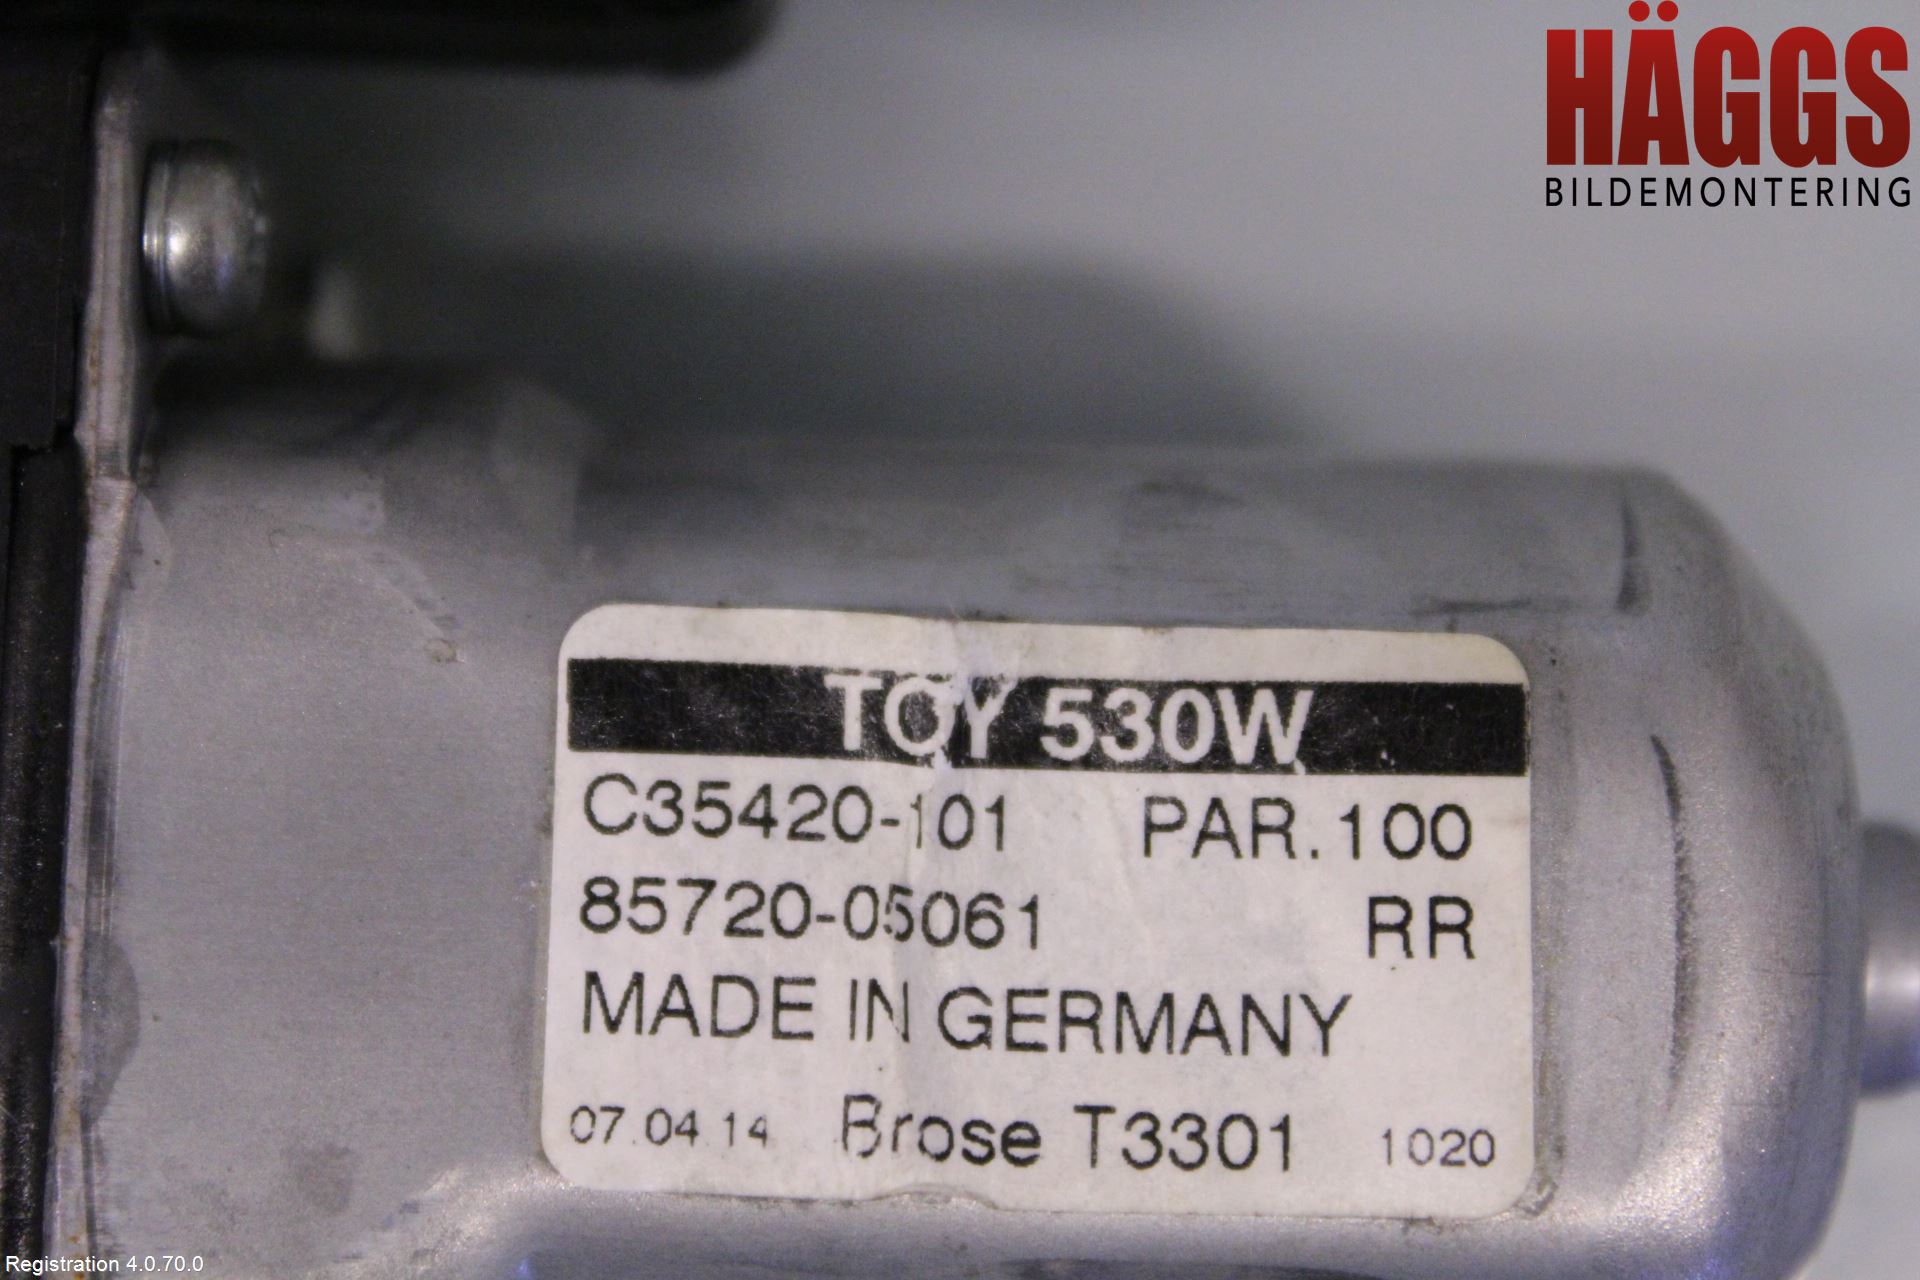 HÄGGS
BILDEMONTERING
TOY 530W
C35420-101 PAR.100
85720-05061 RR
MADE IN GERMANY
07.04.14 Brose T3301 1020
Registration 4.0.70.0